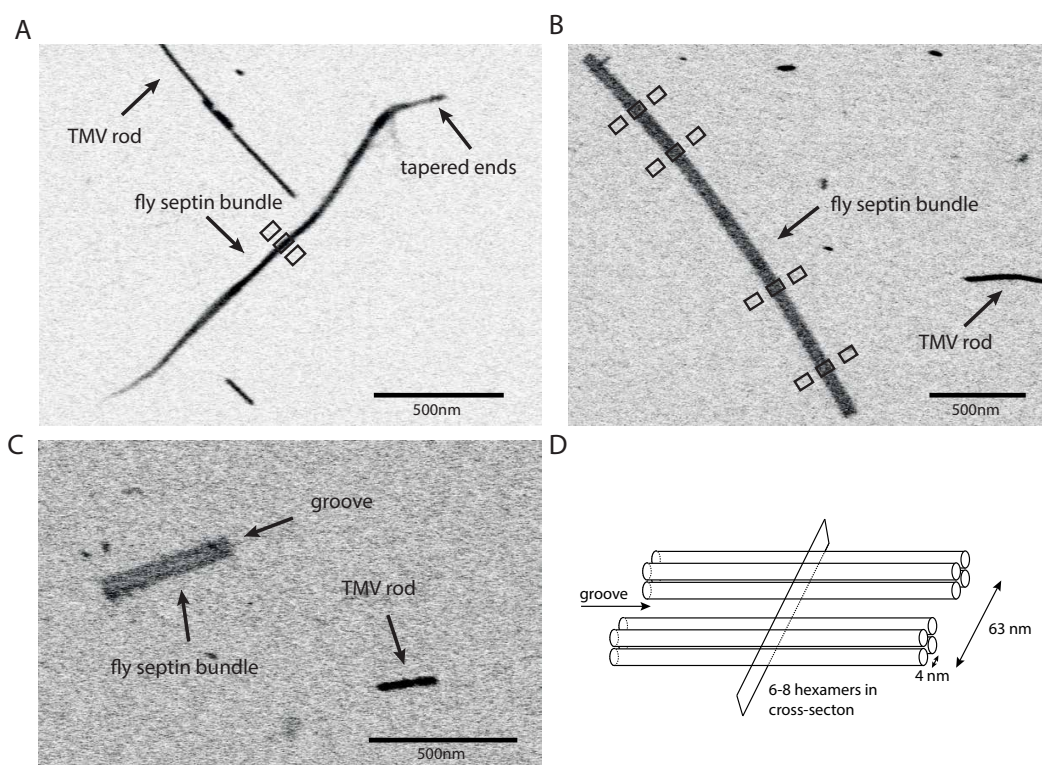 A
TMV rod
tapered ends
fly septin bundle
500nm
B
fly septin bundle
TMV rod
500nm
C
groove
TMV rod
fly septin bundle
500nm
D
groove
63 nm
4 nm
6-8 hexamers in
cross-secton